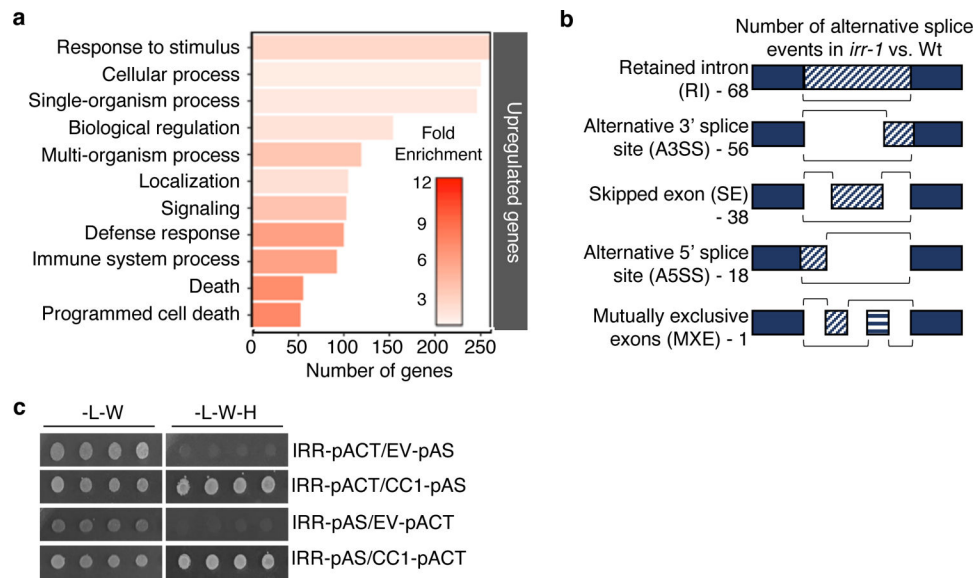 a
Response to stimulus
Cellular process
Single-organism process
Biological regulation
Multi-organism process
Localization
Signaling
Defense response
Immune system process
Death
Programmed cell death
Fold
Enrichment
12
9
6
3
Upregulated genes
0 50 100 150 200 250
Number of genes
b
Number of alternative splice
events in irr-1 vs. Wt
Retained intron
(RI) - 68
Alternative 3' splice
site (A3SS) - 56
Skipped exon (SE)
- 38
Alternative 5' splice
site (A5SS) - 18
Mutually exclusive
exons (MXE) - 1
c
-L-W -L-W-H
IRR-pACT/EV-pAS
IRR-pACT/CC1-pAS
IRR-pAS/EV-pACT
IRR-pAS/CC1-pACT